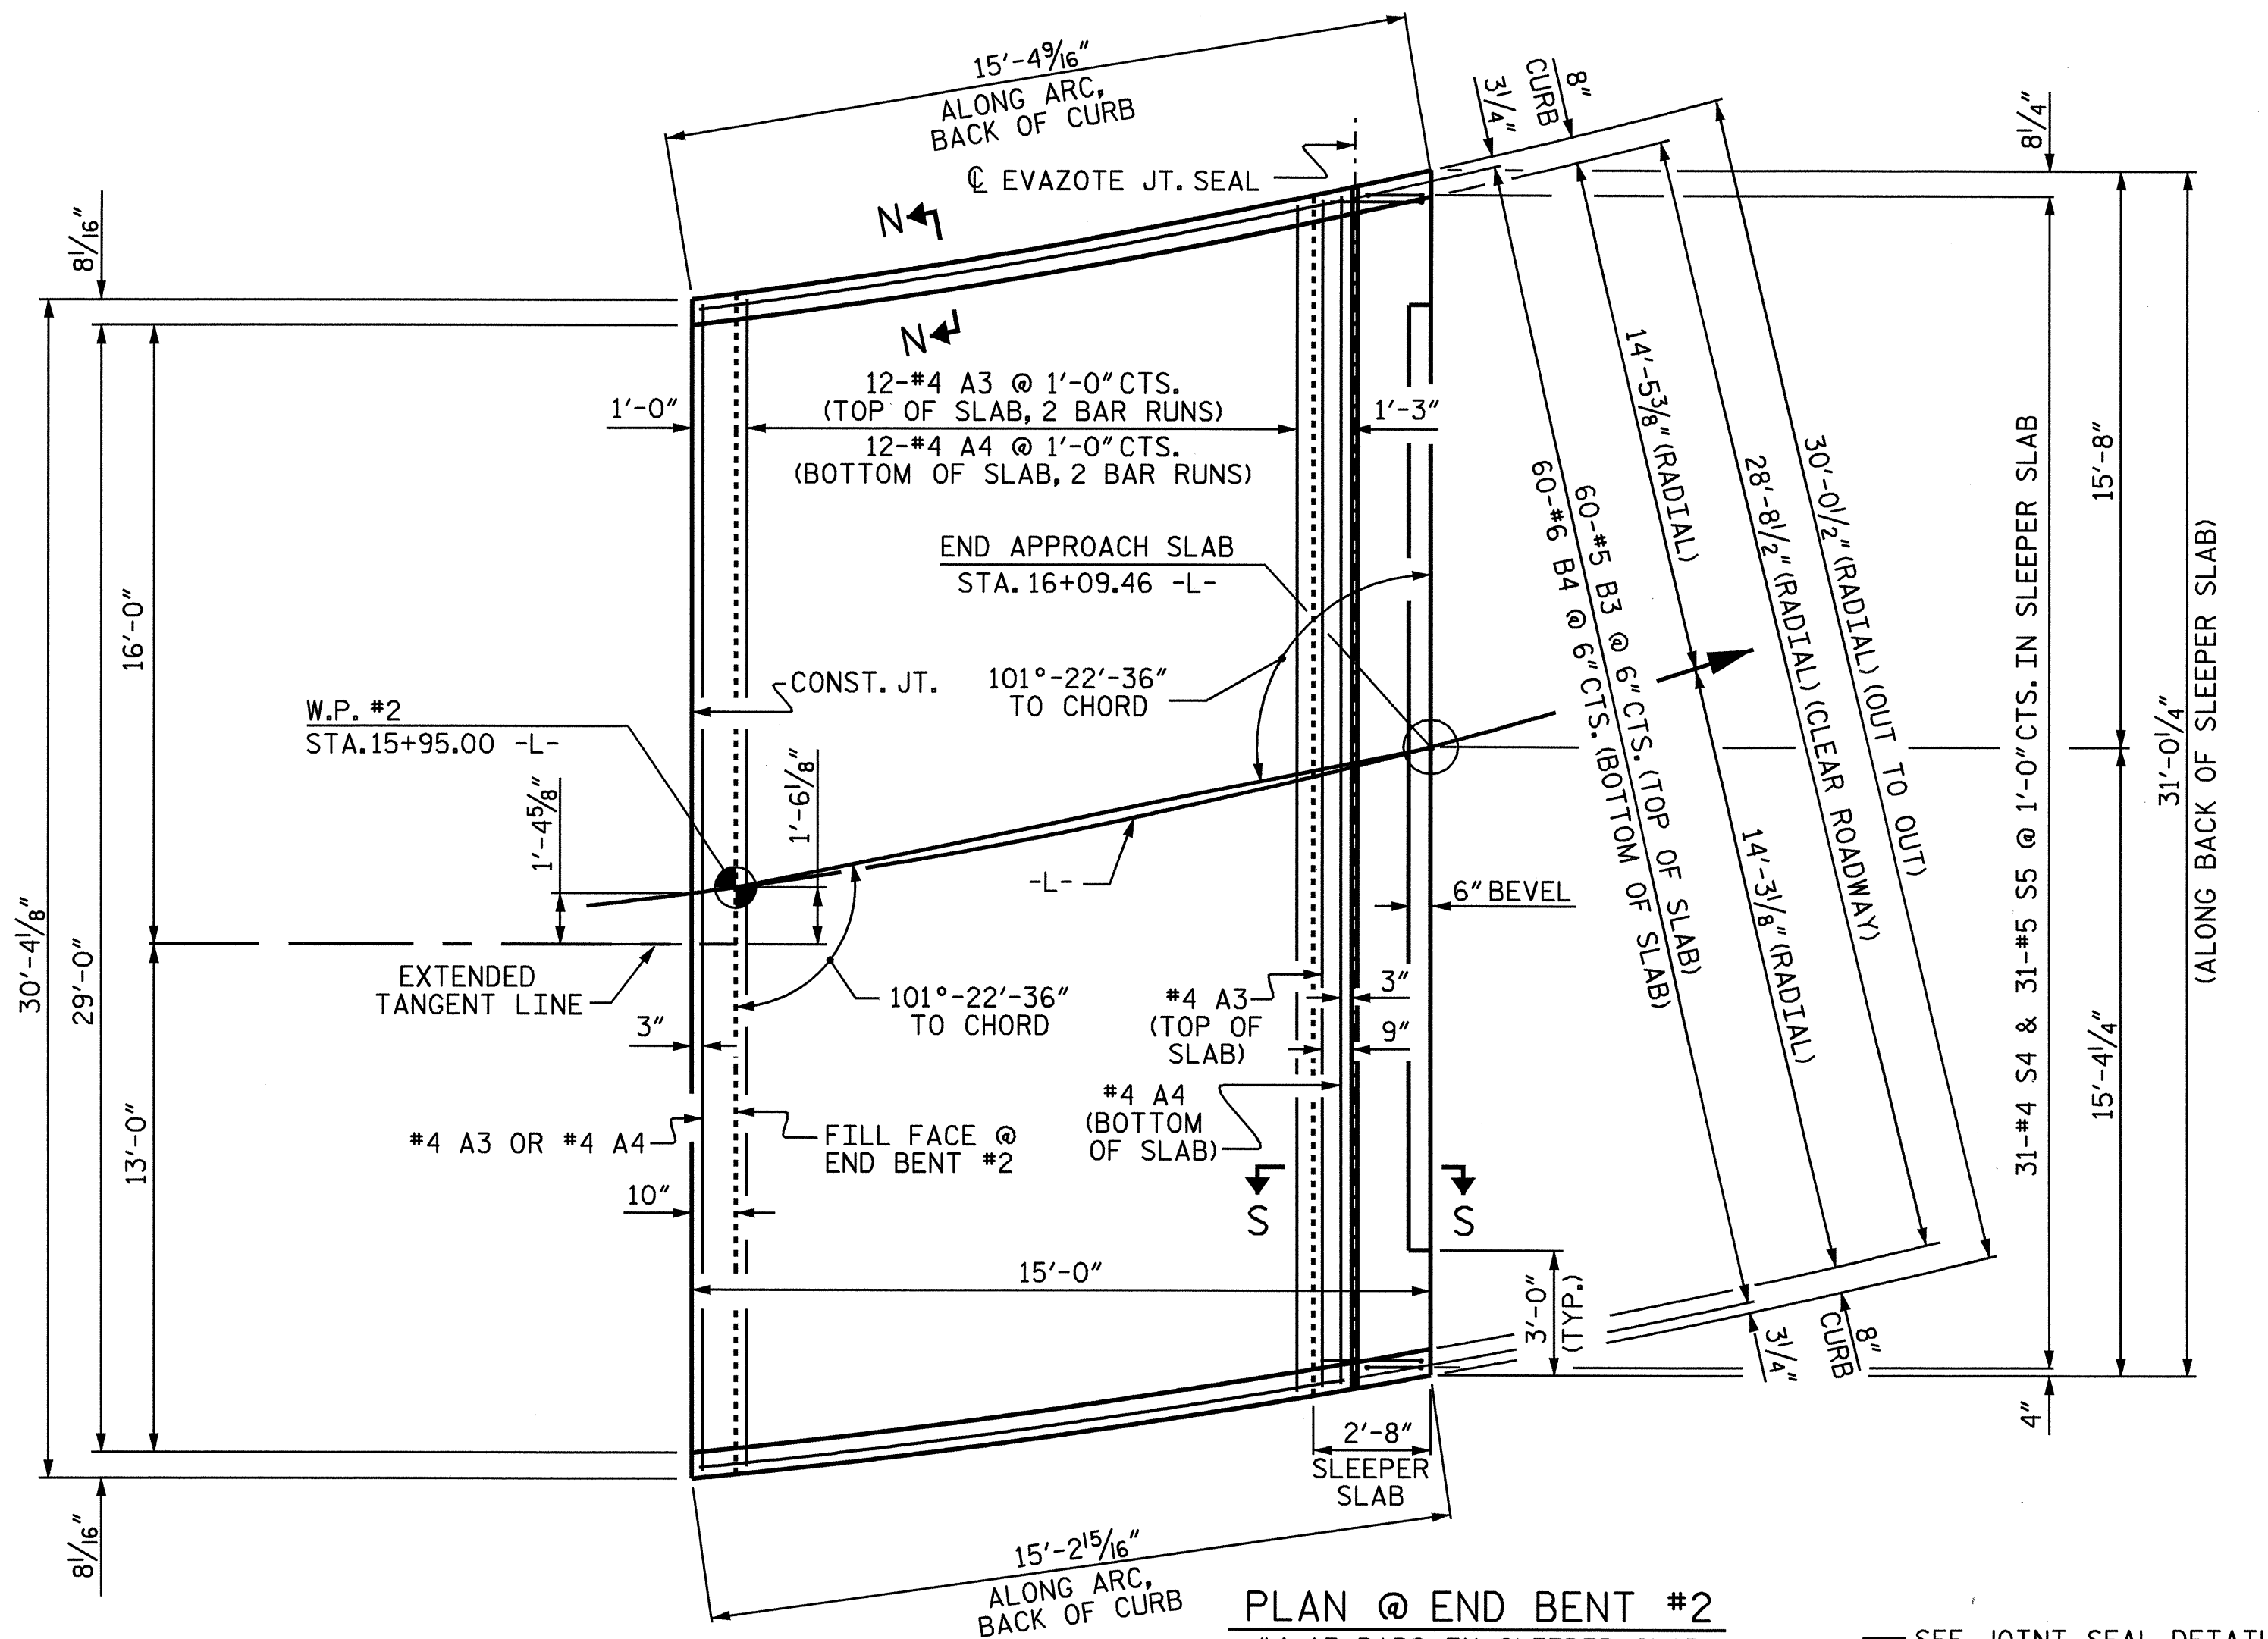 15'-4 9/16"
ALONG ARC,
BACK OF CURB
℄ EVAZOTE JT. SEAL
8"
CURB
3 1/4"
8 1/4"
8 1/16"
N
N
12-#4 A3 @ 1'-0" CTS.
(TOP OF SLAB, 2 BAR RUNS)
12-#4 A4 @ 1'-0" CTS.
(BOTTOM OF SLAB, 2 BAR RUNS)
1'-0"
1'-3"
END APPROACH SLAB
STA. 16+09.46 -L-
16'-0"
CONST. JT.
101°-22'-36"
TO CHORD
W.P. #2
STA.15+95.00 -L-
1'-4 5/8"
1'-6 1/8"
-L-
6" BEVEL
30'-4 1/8"
29'-0"
EXTENDED
TANGENT LINE
101°-22'-36"
TO CHORD
3"
#4 A3
(TOP OF
SLAB)
3"
9"
13'-0"
#4 A3 OR #4 A4
FILL FACE @
END BENT #2
#4 A4
(BOTTOM
OF SLAB)
10"
S
S
15'-0"
3'-0"
(TYP.)
2'-8"
SLEEPER
SLAB
8 1/16"
15'-2 15/16"
ALONG ARC,
BACK OF CURB
14'-5 3/8" (RADIAL)
60-#5 B3 @ 6" CTS. (TOP OF SLAB)
60-#6 B4 @ 6" CTS. (BOTTOM OF SLAB)
28'-8 1/2" (RADIAL) (CLEAR ROADWAY)
30'-0 1/2" (RADIAL) (OUT TO OUT)
14'-3 1/8" (RADIAL)
31-#4 S4 & 31-#5 S5 @ 1'-0" CTS. IN SLEEPER SLAB
15'-8"
31'-0 1/4"
(ALONG BACK OF SLEEPER SLAB)
15'-4 1/4"
3 1/4"
8"
CURB
4"
PLAN @ END BENT #2
SEE JOINT SEAL DETAI